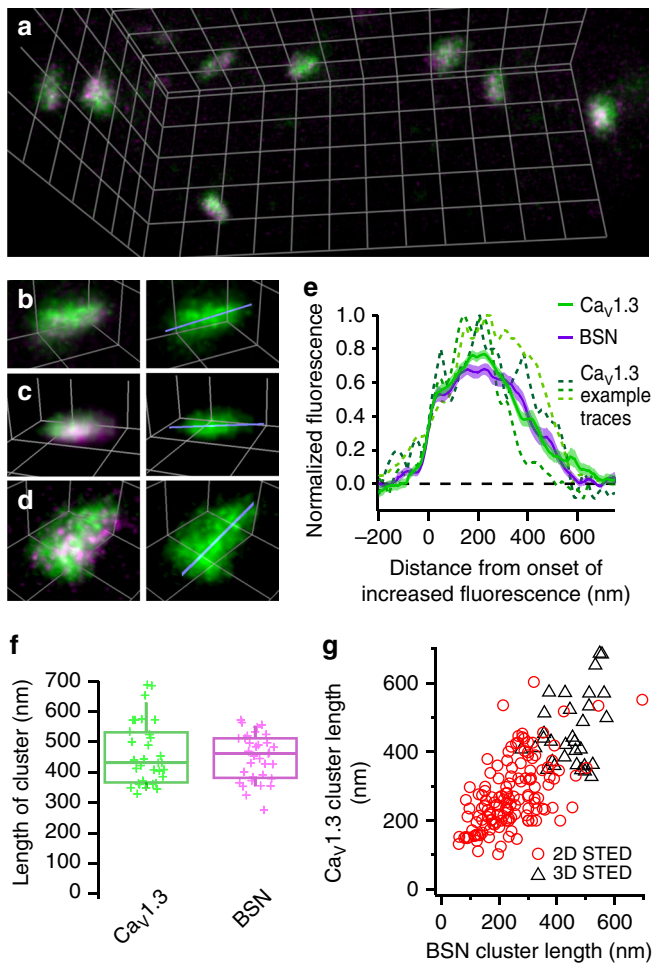 a
b
c
d
e
Normalized fluorescence
1.0
0.8
0.6
0.4
0.2
0.0
−200
0
200
400
600
Distance from onset of
increased fluorescence (nm)
CaV1.3
BSN
CaV1.3
example
traces
f
Length of cluster (nm)
700
600
500
400
300
200
100
0
CaV1.3
BSN
g
CaV1.3 cluster length
(nm)
600
400
200
0
0
200
400
600
BSN cluster length (nm)
2D STED
3D STED